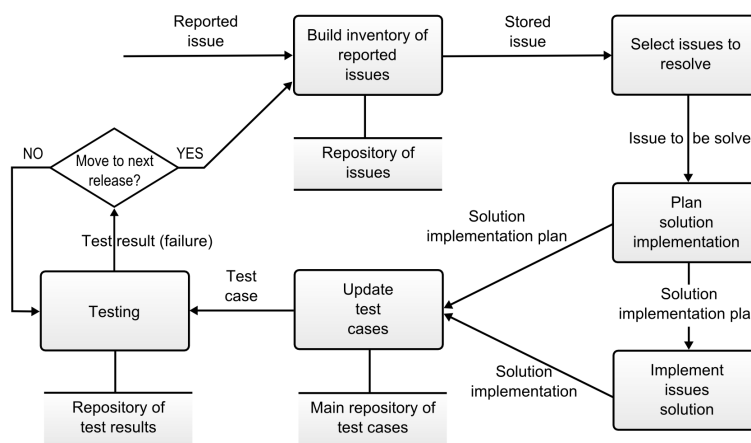 Reported
issue
Build inventory of
reported
issues
Stored
issue
Select issues to
resolve
NO
Move to next
release?
YES
Repository of
issues
Issue to be solve
Plan
solution
implementation
Solution
implementation plan
Test result (failure)
Testing
Test
case
Update
test
cases
Solution
implementation pla
Repository of
test results
Main repository of
test cases
Solution
implementation
Implement
issues
solution